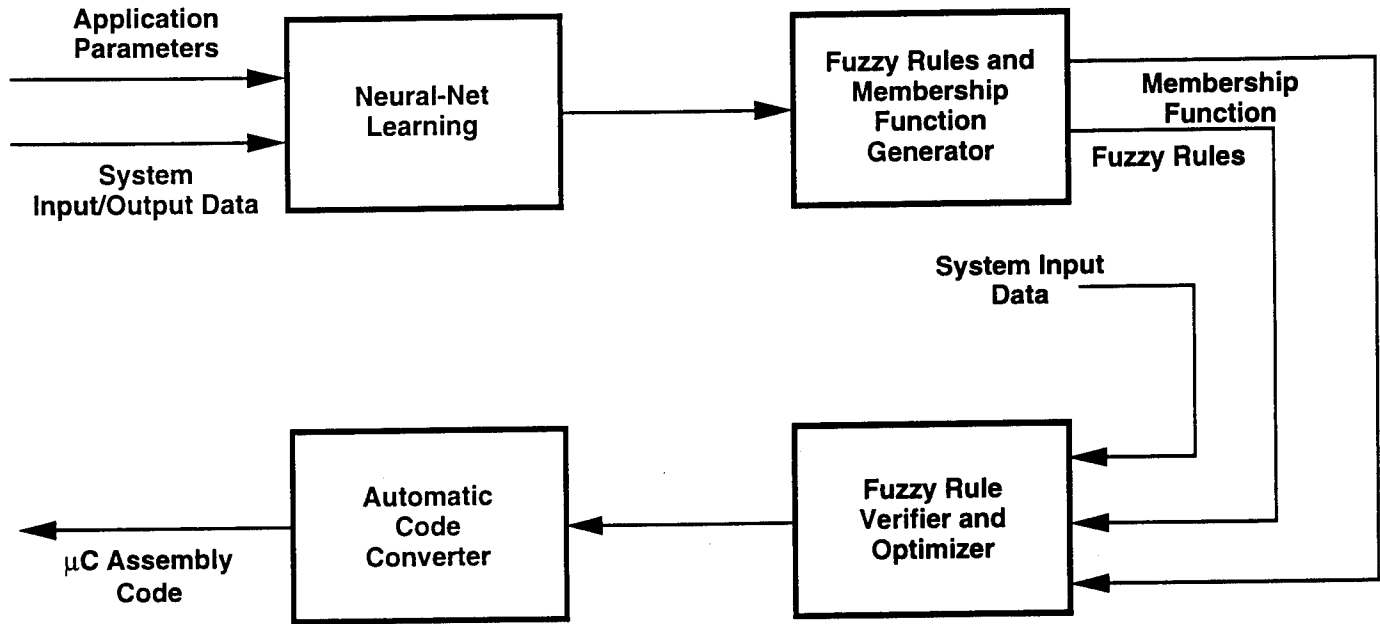 Application
Parameters
System
Input/Output Data
Neural-Net
Learning
Fuzzy Rules and
Membership
Function
Generator
Membership
Function
Fuzzy Rules
System Input
Data
Fuzzy Rule
Verifier and
Optimizer
Automatic
Code
Converter
µC Assembly
Code